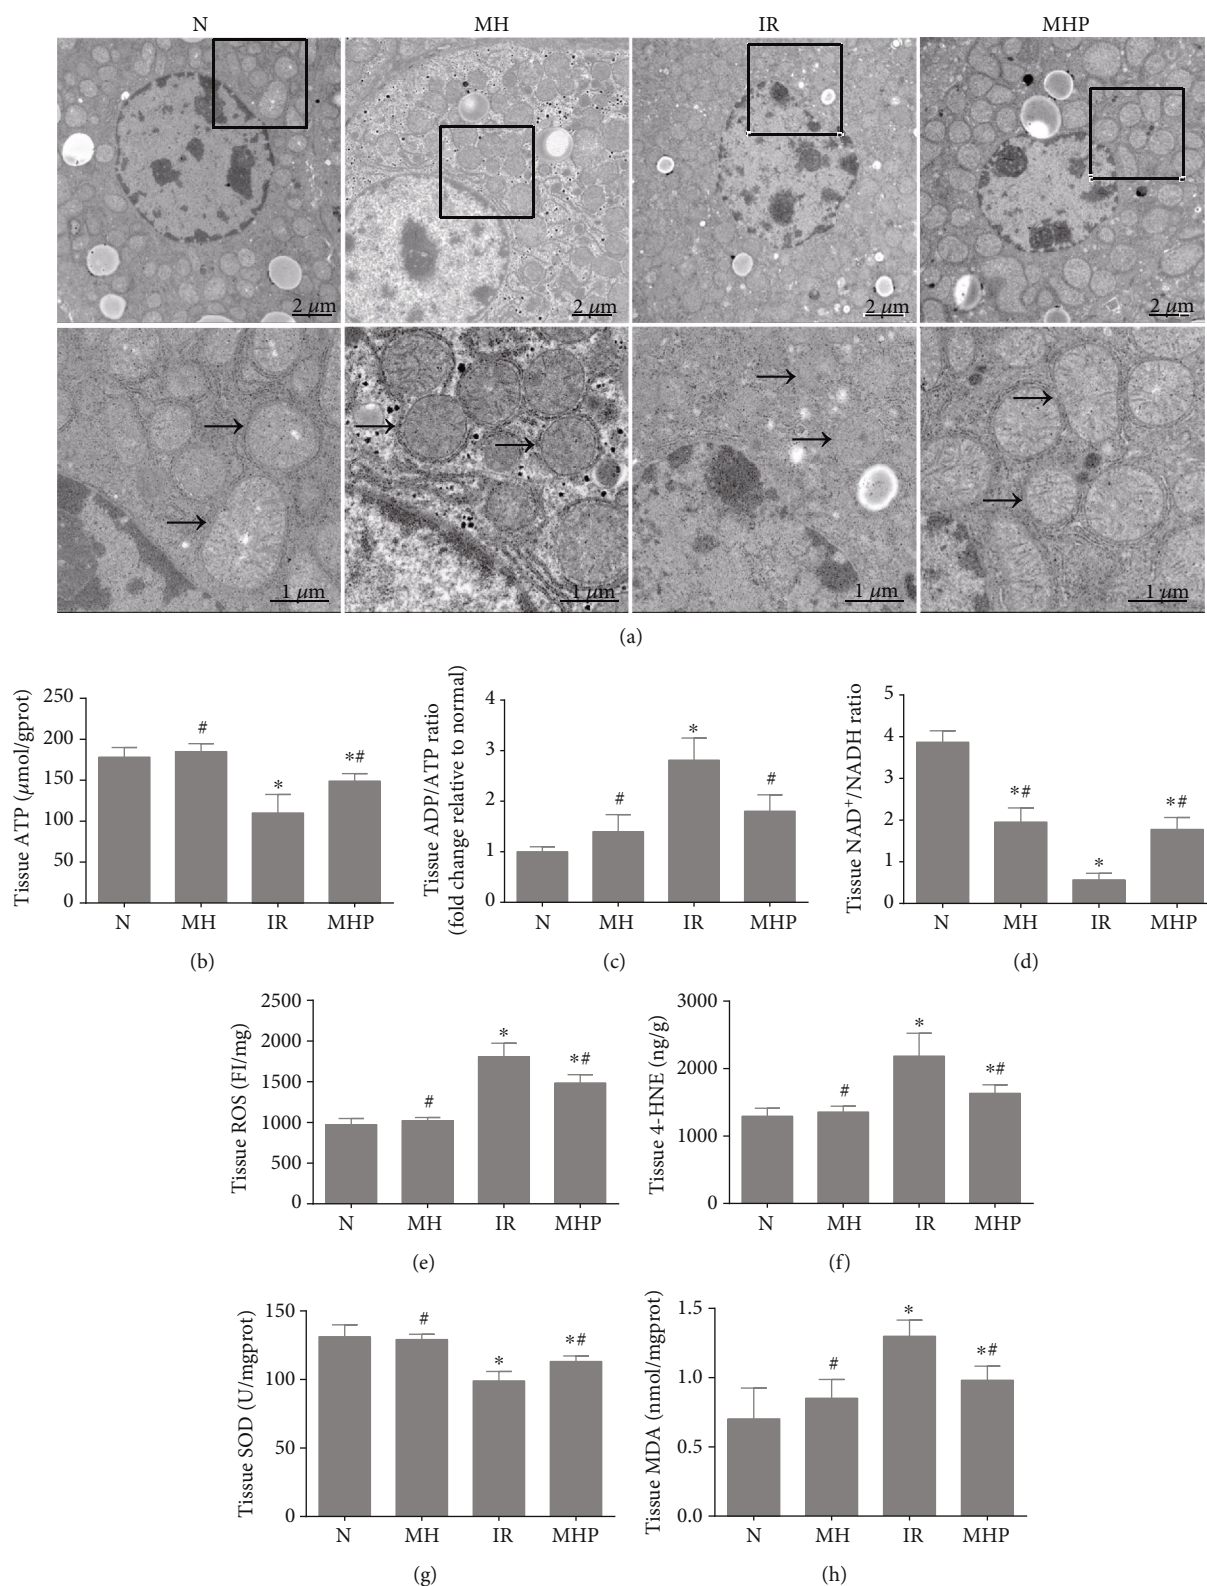 N MH IR MHP
2 μm 2 μm 2 μm 2 μm
1 μm 1 μm 1 μm 1 μm
(a)
Tissue ATP (μmol/gprot)
250
200
150
100
50
0
#
*
*#
N MH IR MHP
(b)
Tissue ADP/ATP ratio
(fold change relative to normal)
4
3
2
1
0
#
*
#
N MH IR MHP
(c)
Tissue NAD⁺/NADH ratio
5
4
3
2
1
0
*#
*
*#
N MH IR MHP
(d)
Tissue ROS (FI/mg)
2500
2000
1500
1000
500
0
#
*
*#
N MH IR MHP
(e)
Tissue 4-HNE (ng/g)
3000
2000
1000
0
#
*
*#
N MH IR MHP
(f)
Tissue SOD (U/mgprot)
150
100
50
0
#
*
*#
N MH IR MHP
(g)
Tissue MDA (nmol/mgprot)
1.5
1.0
0.5
0.0
#
*
*#
N MH IR MHP
(h)